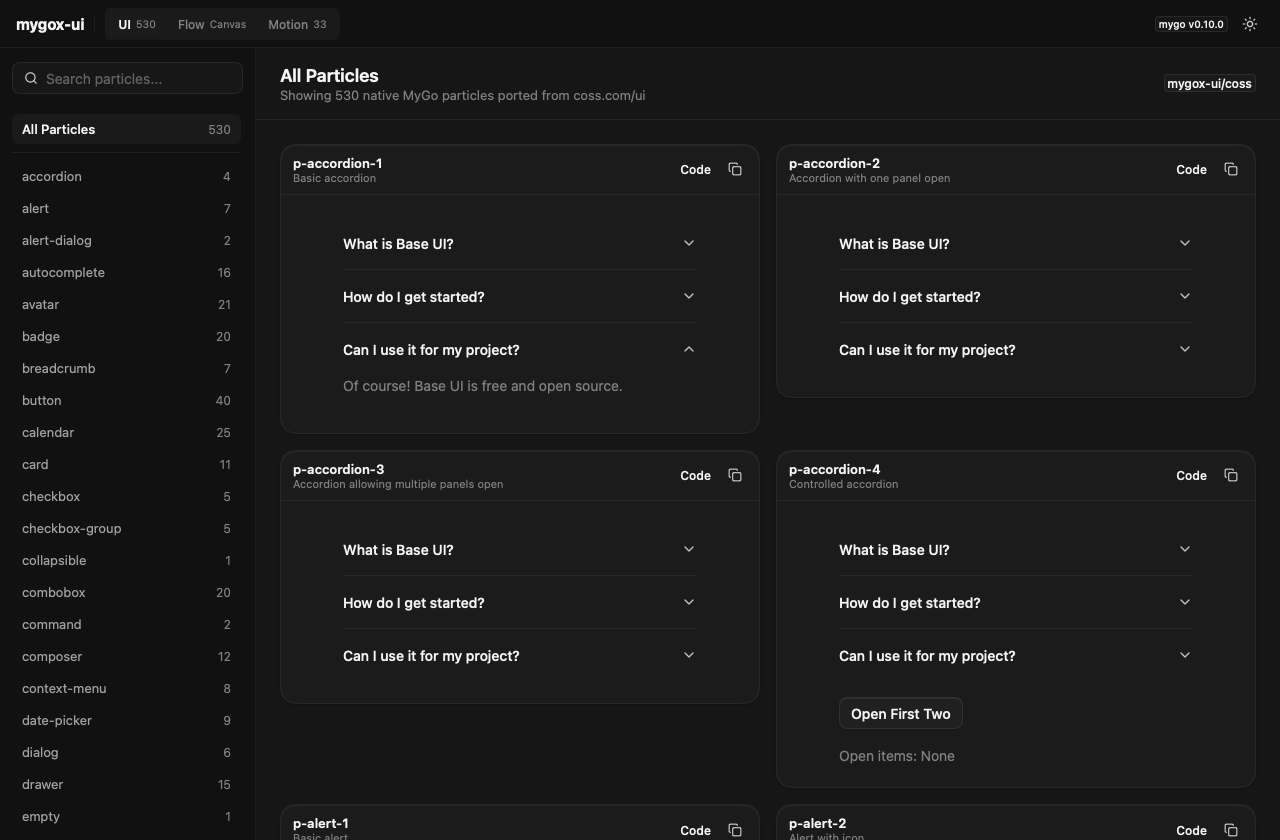 mygox-ui
UI 530
Flow Canvas
Motion 33
mygo v0.10.0
Search particles...
All Particles 530
accordion 4
alert 7
alert-dialog 2
autocomplete 16
avatar 21
badge 20
breadcrumb 7
button 40
calendar 25
card 11
checkbox 5
checkbox-group 5
collapsible 1
combobox 20
command 2
composer 12
context-menu 8
date-picker 9
dialog 6
drawer 15
empty 1
All Particles
Showing 530 native MyGo particles ported from coss.com/ui
mygox-ui/coss
p-accordion-1
Basic accordion
Code
What is Base UI?
How do I get started?
Can I use it for my project?
Of course! Base UI is free and open source.
p-accordion-2
Accordion with one panel open
Code
What is Base UI?
How do I get started?
Can I use it for my project?
p-accordion-3
Accordion allowing multiple panels open
Code
What is Base UI?
How do I get started?
Can I use it for my project?
p-accordion-4
Controlled accordion
Code
What is Base UI?
How do I get started?
Can I use it for my project?
Open First Two
Open items: None
p-alert-1
Basic alert
Code
p-alert-2
Alert with icon
Code